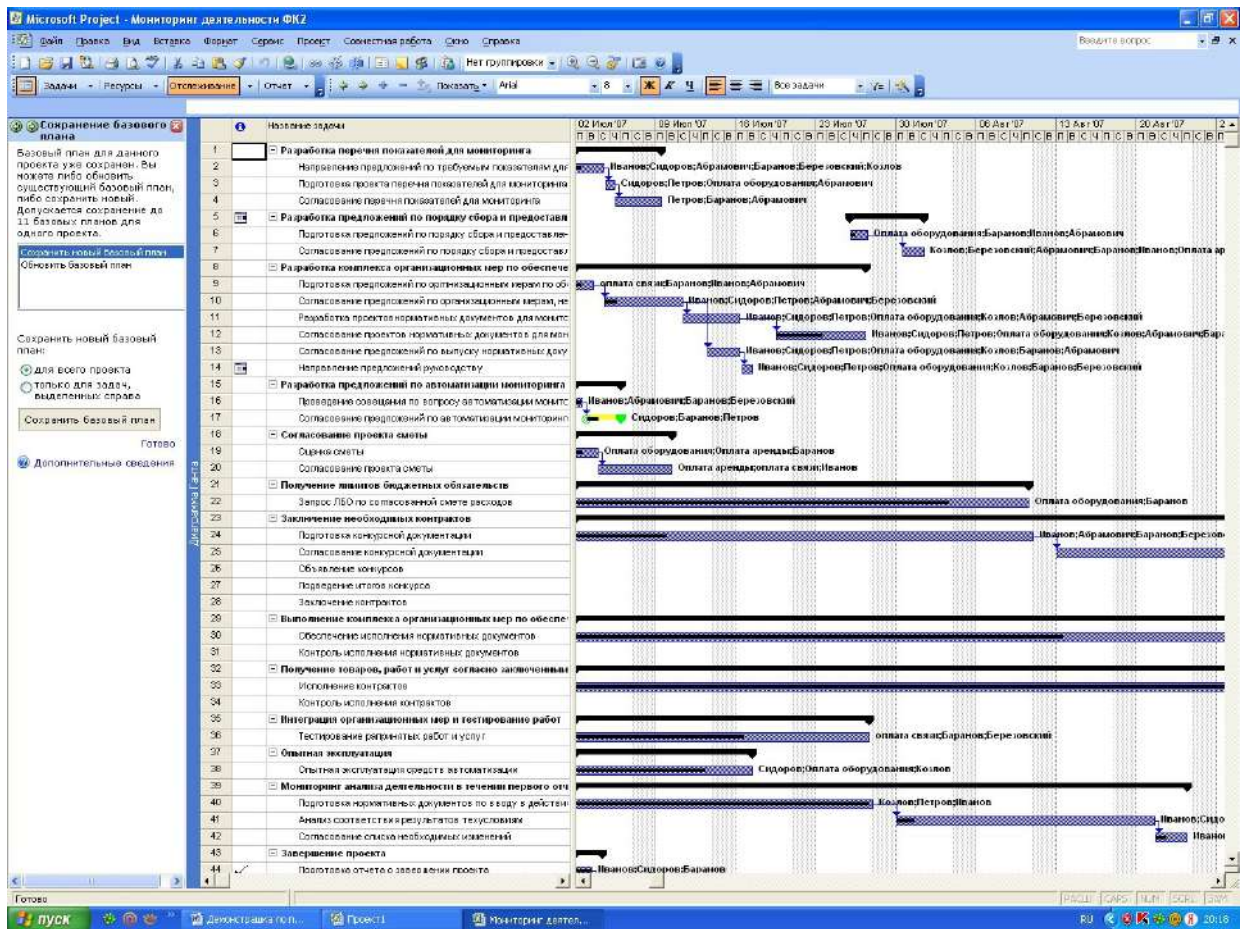 Microsoft Project - Мониторинг деятельности ФК2
Файл Правка Вид Вставка Формат Сервис Проект Совместная работа Окно Справка
Введите вопрос
Нет группировки
Задачи Ресурсы Отслеживание Отчет Показать Arial 8 Ж К Ч Все задачи
Сохранение базового плана
Базовый план для данного
проекта уже сохранен. Вы
можете либо обновить
существующий базовый план,
либо сохранить новый.
Допускается сохранение до
11 базовых планов для
одного проекта.
Сохранить новый базовый план
Обновить базовый план
Сохранить новый базовый
план:
для всего проекта
только для задач,
выделенных справа
Сохранить базовый план
Готово
Дополнительные сведения
Название задачи
02 Июл '07 09 Июл '07 16 Июл '07 23 Июл '07 30 Июл '07 06 Авг '07 13 Авг '07 20 Авг '07 2
1 Разработка перечня показателей для мониторинга
2 Направление предложений по требуемым показателям для Иванов;Сидоров;Абрамович;Баранов;Березовский;Козлов
3 Подготовка проекта перечня показателей для мониторинга Сидоров;Петров;Оплата оборудования;Абрамович
4 Согласование перечня показателей для мониторинга Петров;Баранов;Абрамович
5 Разработка предложений по порядку сбора и предоставл
6 Подготовка предложений по порядку сбора и предоставле Оплата оборудования;Баранов;Иванов;Абрамович
7 Согласование предложений по порядку сбора и предостав Козлов;Березовский;Абрамович;Баранов;Иванов;Оплата ар
8 Разработка комплекса организационных мер по обеспече
9 Подготовка предложений по организационным мерам по об оплата связи;Баранов;Иванов;Абрамович
10 Согласование предложений по организационным мерам, не Иванов;Сидоров;Петров;Абрамович;Березовский
11 Разработка проектов нормативных документов для монито Иванов;Сидоров;Петров;Оплата оборудования;Козлов;Абрамович;Березовский
12 Согласование проектов нормативных документов для мон Иванов;Сидоров;Петров;Оплата оборудования;Козлов;Абрамович;Бара
13 Согласование предложений по выпуску нормативных доку Иванов;Сидоров;Петров;Оплата оборудования;Козлов;Баранов;Абрамович
14 Направление предложений руководству Иванов;Сидоров;Петров;Оплата оборудования;Козлов;Баранов;Березовский
15 Разработка предложений по автоматизации мониторинга
16 Проведение совещания по вопросу автоматизации монито Иванов;Абрамович;Баранов;Березовский
17 Согласование предложений по автоматизации мониторинг Сидоров;Баранов;Петров
18 Согласование проекта сметы
19 Оценка сметы Оплата оборудования;Оплата аренды;Баранов
20 Согласование проекта сметы Оплата аренды;оплата связи;Иванов
21 Получение лимитов бюджетных обязательств
22 Запрос ЛБО по согласованной смете расходов Оплата оборудования;Баранов
23 Заключение необходимых контрактов
24 Подготовка конкурсной документации Иванов;Абрамович;Баранов;Березов
25 Согласование конкурсной документации
26 Объявление конкурсов
27 Подведение итогов конкурса
28 Заключение контрактов
29 Выполнение комплекса организационных мер по обеспе
30 Обеспечение исполнения нормативных документов
31 Контроль исполнения нормативных документов
32 Получение товаров, работ и услуг согласно заключенным
33 Исполнение контрактов
34 Контроль исполнения контрактов
35 Интеграция организационных мер и тестирование работ
36 Тестирование работ и услуг оплата связи;Баранов;Березовский
37 Опытная эксплуатация
38 Опытная эксплуатация средств автоматизации Сидоров;Оплата оборудования;Козлов
39 Мониторинг анализа деятельности в течении первого отч
40 Подготовка нормативных документов по вводу в действи Козлов;Петров;Иванов
41 Анализ соответствия результатов техусловиям Иванов;Сидо
42 Согласование списка необходимых изменений Иванов
43 Завершение проекта
44 Подготовка отчета о завершении проекта Иванов;Сидоров;Баранов
Готово
РАСШ CAPS NUM SCRL ЗАМ
пуск Демонстрашка по п... Проект1 Мониторинг деятел... RU 20:18